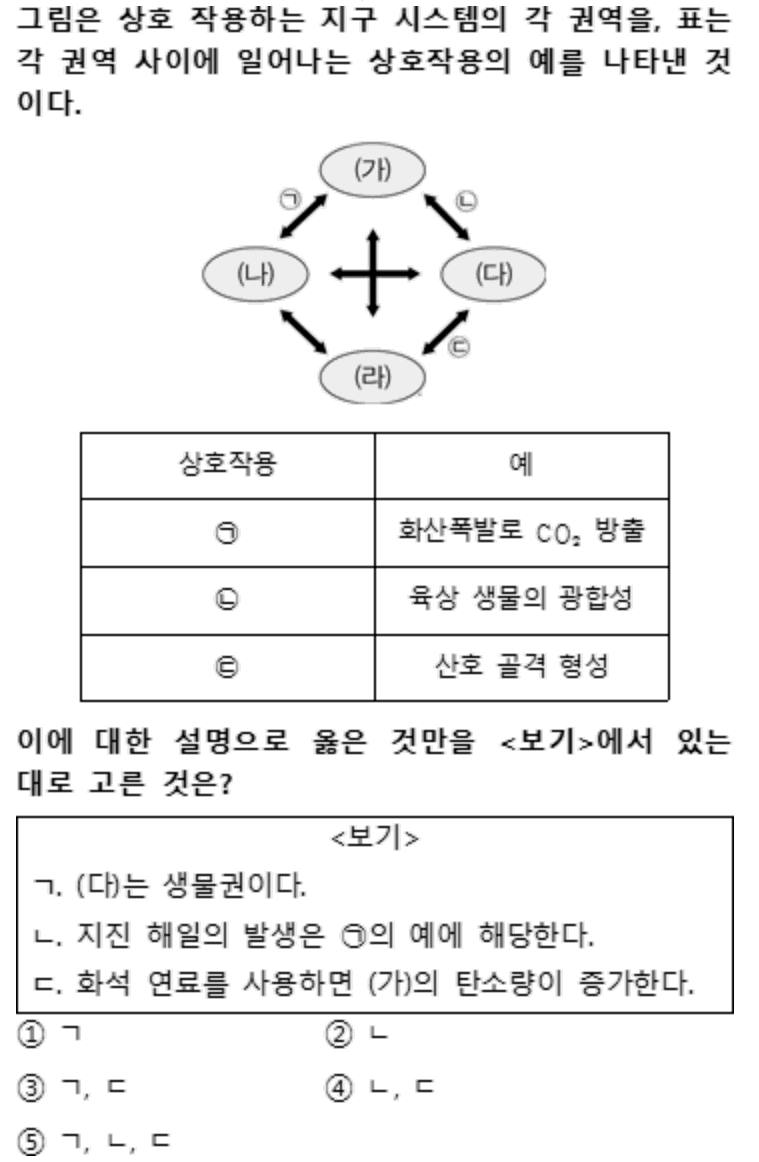 그림은 상호 작용하는 지구 시스템의 각 권역을, 표는
각 권역 사이에 일어나는 상호작용의 예를 나타낸 것
이다.
(가)
㉠ ㉡
(나) (다)
㉢
(라)
상호작용 예
㉠ 화산폭발로 CO₂ 방출
㉡ 육상 생물의 광합성
㉢ 산호 골격 형성
이에 대한 설명으로 옳은 것만을 <보기>에서 있는
대로 고른 것은?
<보기>
ㄱ. (다)는 생물권이다.
ㄴ. 지진 해일의 발생은 ㉠의 예에 해당한다.
ㄷ. 화석 연료를 사용하면 (가)의 탄소량이 증가한다.
① ㄱ ② ㄴ
③ ㄱ, ㄷ ④ ㄴ, ㄷ
⑤ ㄱ, ㄴ, ㄷ